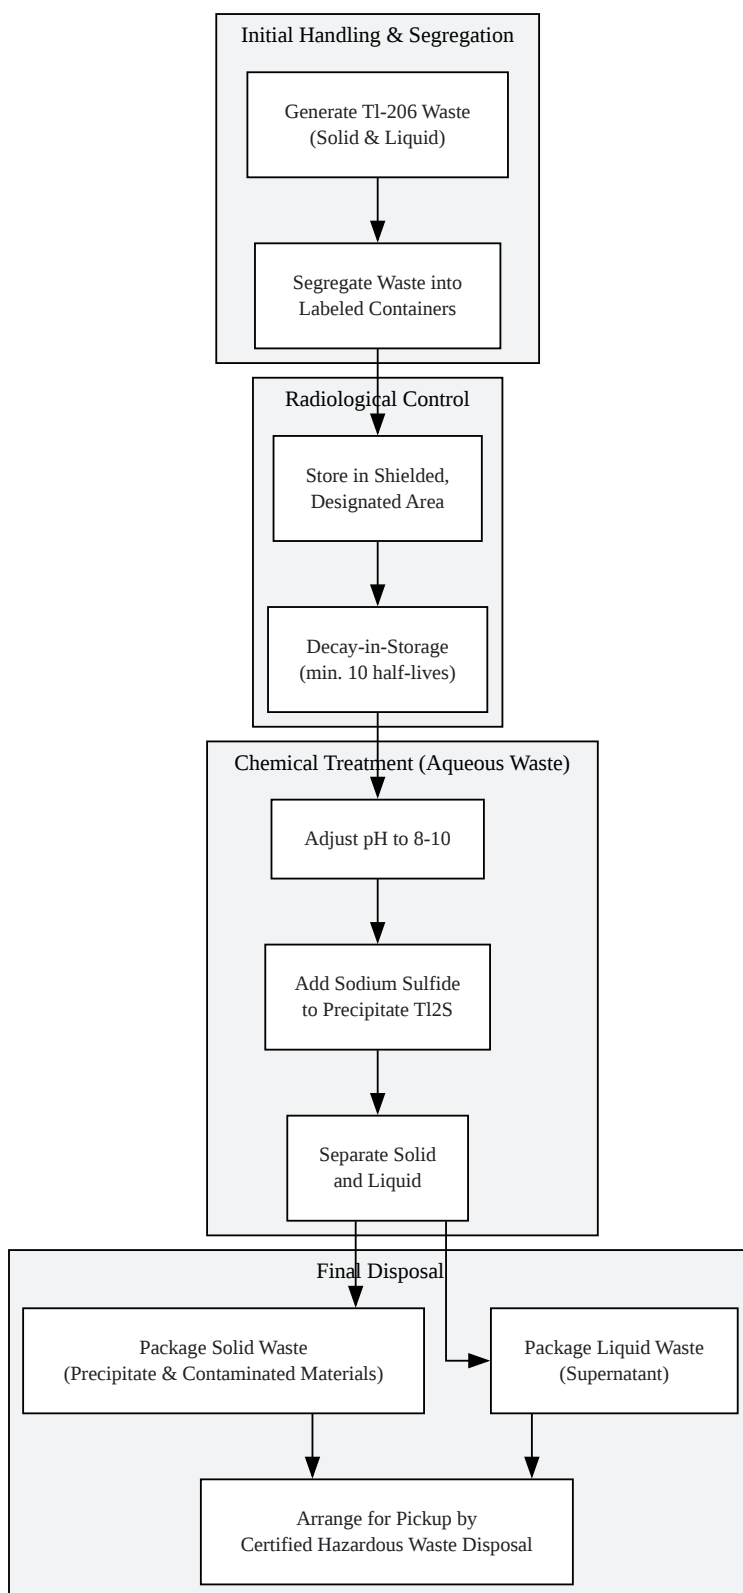 Initial Handling & Segregation
Generate Tl-206 Waste
(Solid & Liquid)
Segregate Waste into
Labeled Containers
Radiological Control
Store in Shielded,
Designated Area
Decay-in-Storage
(min. 10 half-lives)
Chemical Treatment (Aqueous Waste)
Adjust pH to 8-10
Add Sodium Sulfide
to Precipitate Tl2S
Separate Solid
and Liquid
Final Disposal
Package Solid Waste
(Precipitate & Contaminated Materials)
Package Liquid Waste
(Supernatant)
Arrange for Pickup by
Certified Hazardous Waste Disposal